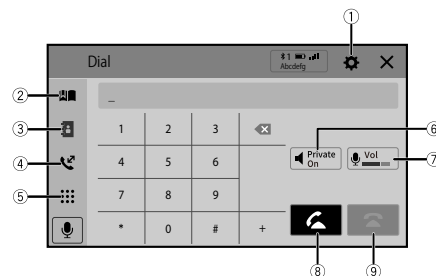 ①
Dial
✱1
Abcdefg
②
_
③
1 2 3
⑥
Private
On
Vol
⑦
④
4 5 6
⑤
7 8 9
* 0 # +
⑧ ⑨